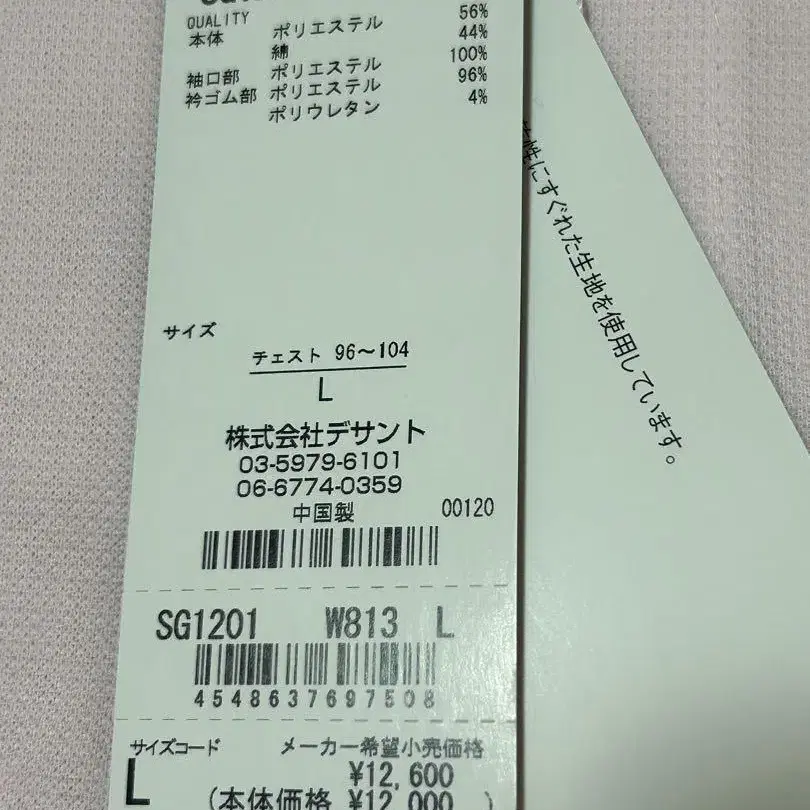 QUALITY
本体 ポリエステル 56%
綿 44%
袖口部 ポリエステル 100%
衿ゴム部 ポリエステル 96%
ポリウレタン 4%
サイズ
チェスト 96～104
L
株式会社デサント
03-5979-6101
06-6774-0359
中国製 00120
SG1201 W813 L
4548637697508
サイズコード メーカー希望小売価格
L ¥12,600
(本体価格 ¥12,000 )
性にすぐれた生地を使用しています。